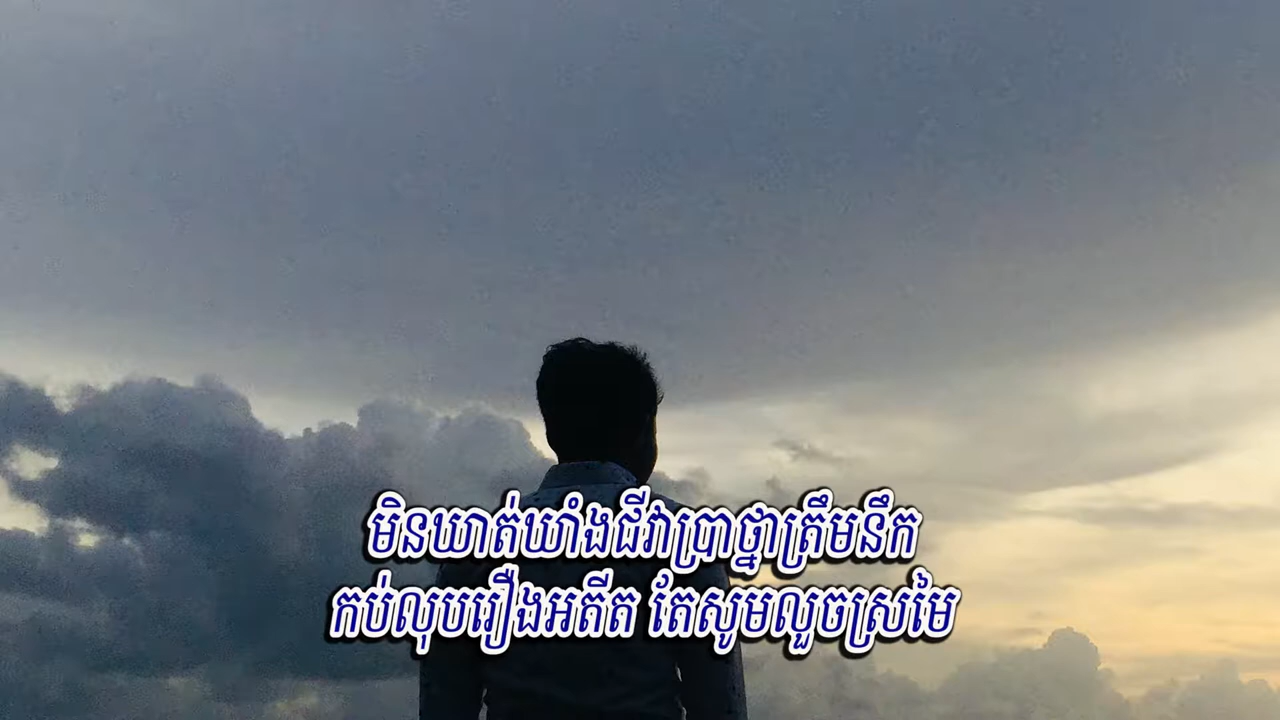 មិនឃាត់ឃាំងជីវាប្រាថ្នាត្រឹមនឹក
កប់លុបរឿងអតីត តែសូមលួចស្រមៃ